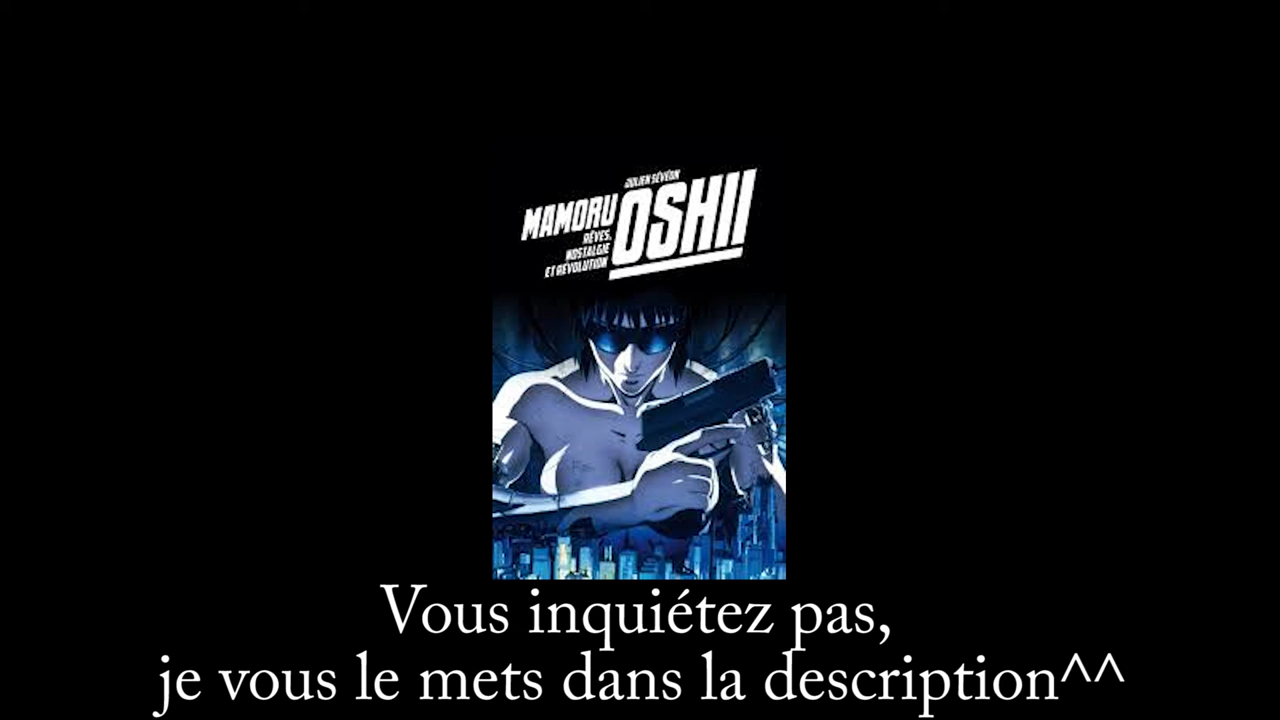 JULIEN SÉVÉON
MAMORU OSHII
RÊVES,
NOSTALGIE
ET RÉVOLUTION
Vous inquiétez pas,
je vous le mets dans la description^^